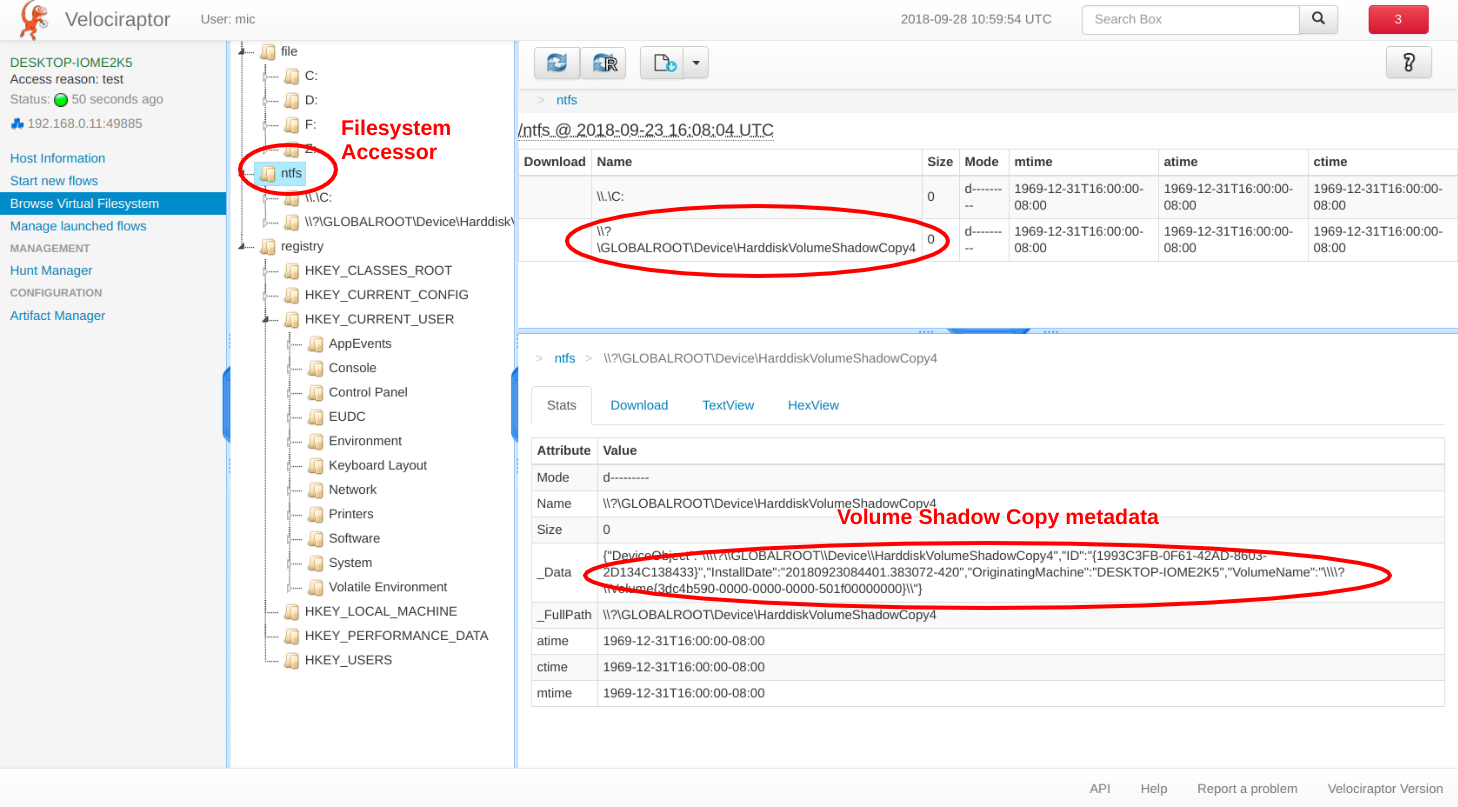 Velociraptor
User: mic
2018-09-28 10:59:54 UTC
Search Box
3
DESKTOP-IOME2K5
Access reason: test
Status: 50 seconds ago
192.168.0.11:49885
Host Information
Start new flows
Browse Virtual Filesystem
Manage launched flows
MANAGEMENT
Hunt Manager
CONFIGURATION
Artifact Manager
file
C:
D:
F:
Z:
Filesystem
Accessor
ntfs
\\.\C:
\\?\GLOBALROOT\Device\Harddisk\
registry
HKEY_CLASSES_ROOT
HKEY_CURRENT_CONFIG
HKEY_CURRENT_USER
AppEvents
Console
Control Panel
EUDC
Environment
Keyboard Layout
Network
Printers
Software
System
Volatile Environment
HKEY_LOCAL_MACHINE
HKEY_PERFORMANCE_DATA
HKEY_USERS
R
?
> ntfs
/ntfs @ 2018-09-23 16:08:04 UTC
Download Name Size Mode mtime atime ctime
\\.\C: 0 d--------- 1969-12-31T16:00:00-08:00 1969-12-31T16:00:00-08:00 1969-12-31T16:00:00-08:00
\\?
\GLOBALROOT\Device\HarddiskVolumeShadowCopy4 0 d--------- 1969-12-31T16:00:00-08:00 1969-12-31T16:00:00-08:00 1969-12-31T16:00:00-08:00
> ntfs > \\?\GLOBALROOT\Device\HarddiskVolumeShadowCopy4
Stats Download TextView HexView
Attribute Value
Mode d---------
Name \\?\GLOBALROOT\Device\HarddiskVolumeShadowCopy4
Volume Shadow Copy metadata
Size 0
_Data {"DeviceObject":"\\\\?\\GLOBALROOT\\Device\\HarddiskVolumeShadowCopy4","ID":"{1993C3FB-0F61-42AD-8603-
2D134C138433}","InstallDate":"20180923084401.383072-420","OriginatingMachine":"DESKTOP-IOME2K5","VolumeName":"\\\\?
\\Volume{3dc4b590-0000-0000-0000-501f00000000}\\"}
_FullPath \\?\GLOBALROOT\Device\HarddiskVolumeShadowCopy4
atime 1969-12-31T16:00:00-08:00
ctime 1969-12-31T16:00:00-08:00
mtime 1969-12-31T16:00:00-08:00
API Help Report a problem Velociraptor Version